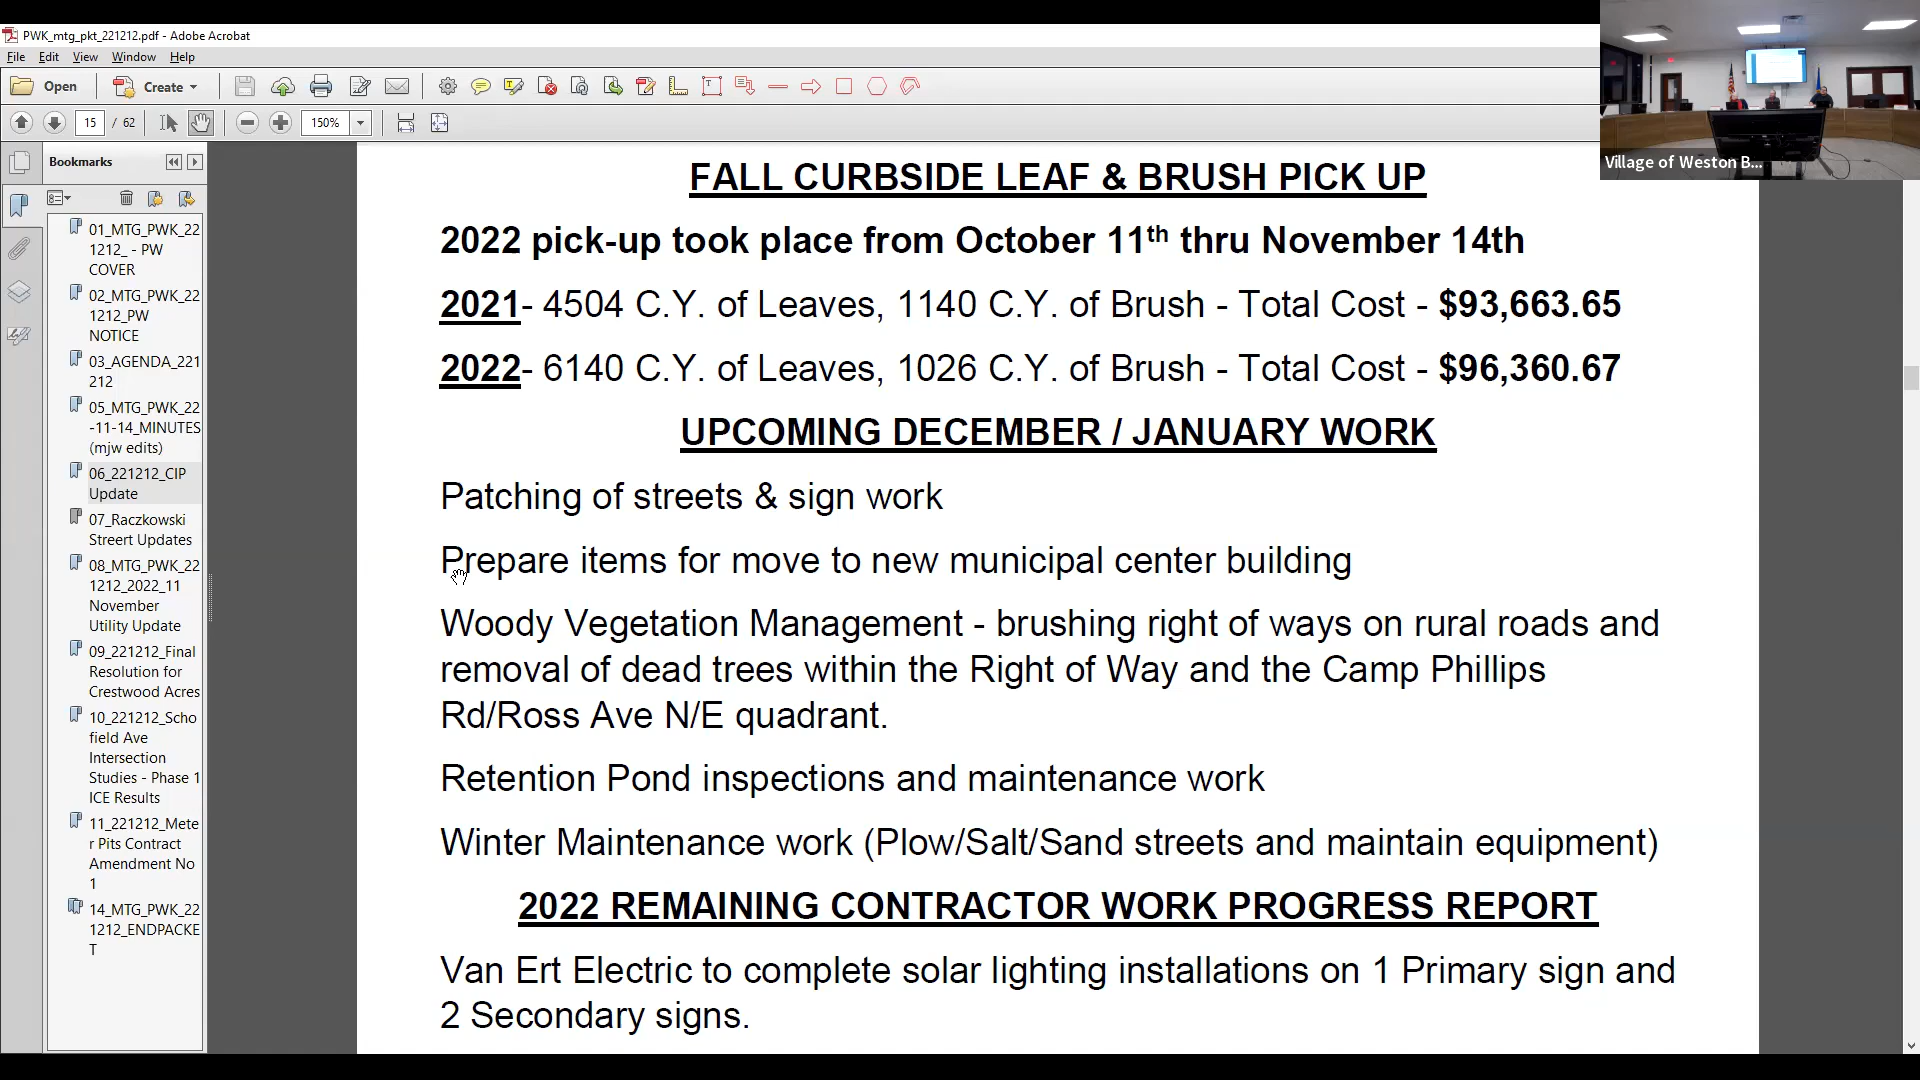 PWK_mtg_pkt_221212.pdf - Adobe Acrobat
File Edit View Window Help
Open Create
15 / 62 150%
Bookmarks
01_MTG_PWK_22
1212_ - PW
COVER
02_MTG_PWK_22
1212_PW
NOTICE
03_AGENDA_221
212
05_MTG_PWK_22
-11-14_MINUTES
(mjw edits)
06_221212_CIP
Update
07_Raczkowski
Streert Updates
08_MTG_PWK_22
1212_2022_11
November
Utility Update
09_221212_Final
Resolution for
Crestwood Acres
10_221212_Scho
field Ave
Intersection
Studies - Phase 1
ICE Results
11_221212_Mete
r Pits Contract
Amendment No
1
14_MTG_PWK_22
1212_ENDPACKE
T
FALL CURBSIDE LEAF & BRUSH PICK UP
2022 pick-up took place from October 11th thru November 14th
2021- 4504 C.Y. of Leaves, 1140 C.Y. of Brush - Total Cost - $93,663.65
2022- 6140 C.Y. of Leaves, 1026 C.Y. of Brush - Total Cost - $96,360.67
UPCOMING DECEMBER / JANUARY WORK
Patching of streets & sign work
Prepare items for move to new municipal center building
Woody Vegetation Management - brushing right of ways on rural roads and
removal of dead trees within the Right of Way and the Camp Phillips
Rd/Ross Ave N/E quadrant.
Retention Pond inspections and maintenance work
Winter Maintenance work (Plow/Salt/Sand streets and maintain equipment)
2022 REMAINING CONTRACTOR WORK PROGRESS REPORT
Van Ert Electric to complete solar lighting installations on 1 Primary sign and
2 Secondary signs.
Village of Weston B...